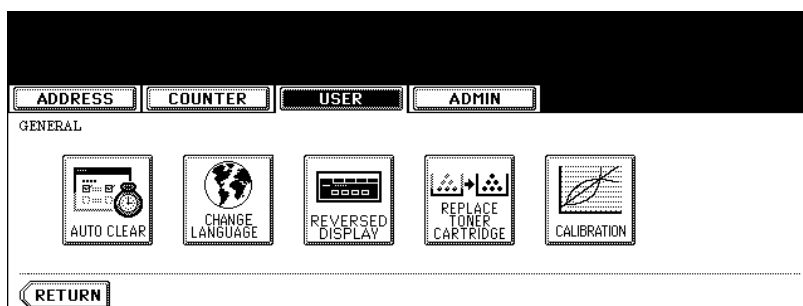 ADDRESS COUNTER USER ADMIN
GENERAL
AUTO CLEAR
CHANGE
LANGUAGE
REVERSED
DISPLAY
REPLACE
TONER
CARTRIDGE
CALIBRATION
RETURN